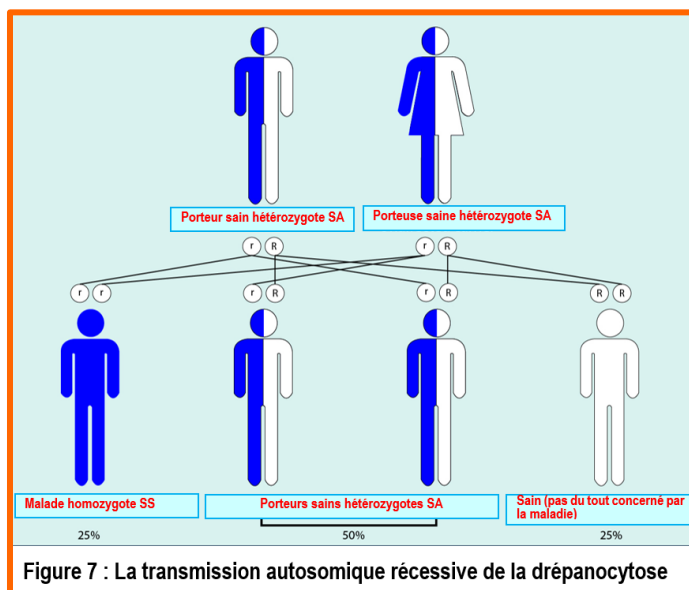 Porteur sain hétérozygote SA
Porteuse saine hétérozygote SA
r R r R
r r r R r R R R
Malade homozygote SS
Porteurs sains hétérozygotes SA
Sain (pas du tout concerné par
la maladie)
25% 50% 25%
Figure 7 : La transmission autosomique récessive de la drépanocytose